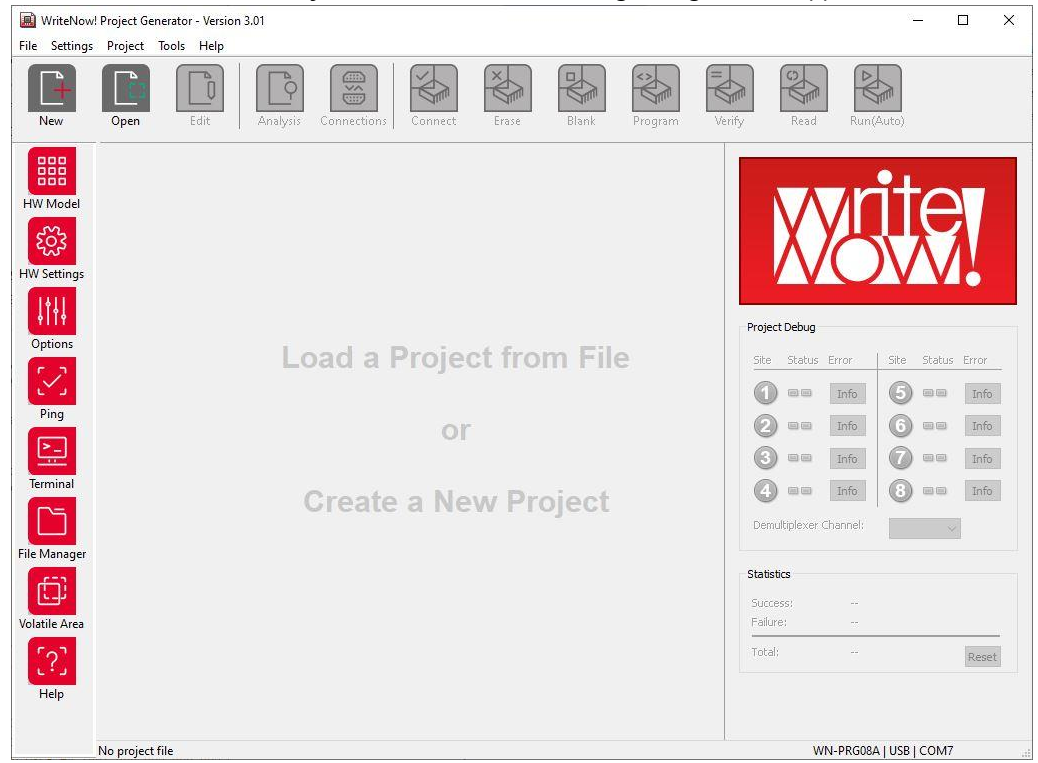 WriteNow! Project Generator - Version 3.01
File Settings Project Tools Help
New Open Edit Analysis Connections Connect Erase Blank Program Verify Read Run(Auto)
HW Model
HW Settings
Options
Ping
Terminal
File Manager
Volatile Area
Help
Load a Project from File
or
Create a New Project
Write
Now!
Project Debug
Site Status Error Site Status Error
1 Info 5 Info
2 Info 6 Info
3 Info 7 Info
4 Info 8 Info
Demultiplexer Channel:
Statistics
Success: --
Failure: --
Total: -- Reset
No project file WN-PRG08A | USB | COM7